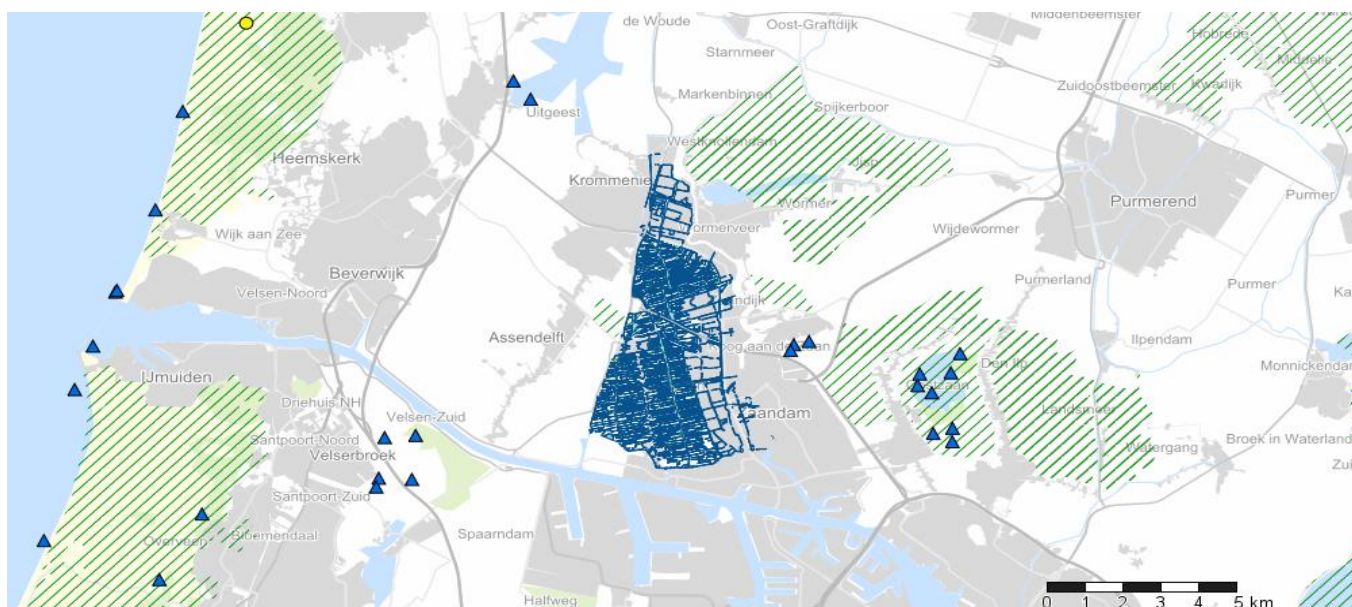 de Woude
Oost-Graftdijk
Middenbeemster
Hobrede
Starnmeer
Middelie
Markenbinnen
Zuidoostbeemster
Kwadijk
Spijkerboor
Uitgeest
Westknollendam
Heemskerk
Jisp
Krommenie
Purmer
Wormer
Purmerend
Wormerveer
Wijk aan Zee
Wijdewormer
Beverwijk
Purmerland
Purmer
Velsen-Noord
Assendelft
Ilpendam
Den Ilp
Monnickendam
IJmuiden
Oostzaan
Driehuis NH
Landsmeer
Velsen-Zuid
Zaandam
Santpoort-Noord
Velserbroek
Watergang
Broek in Waterland
Santpoort-Zuid
Overveen
Bloemendaal
Spaarndam
Halfweg
0 1 2 3 4 5 km